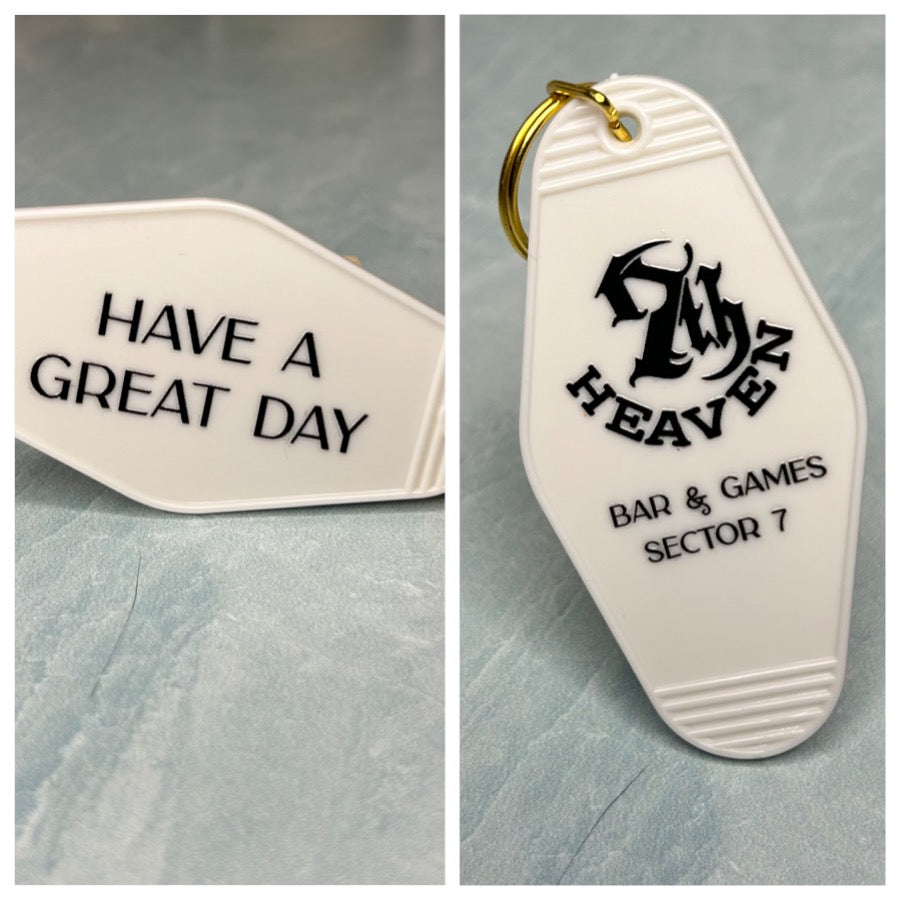 HAVE A
GREAT DAY
7th
HEAVEN
BAR & GAMES
SECTOR 7